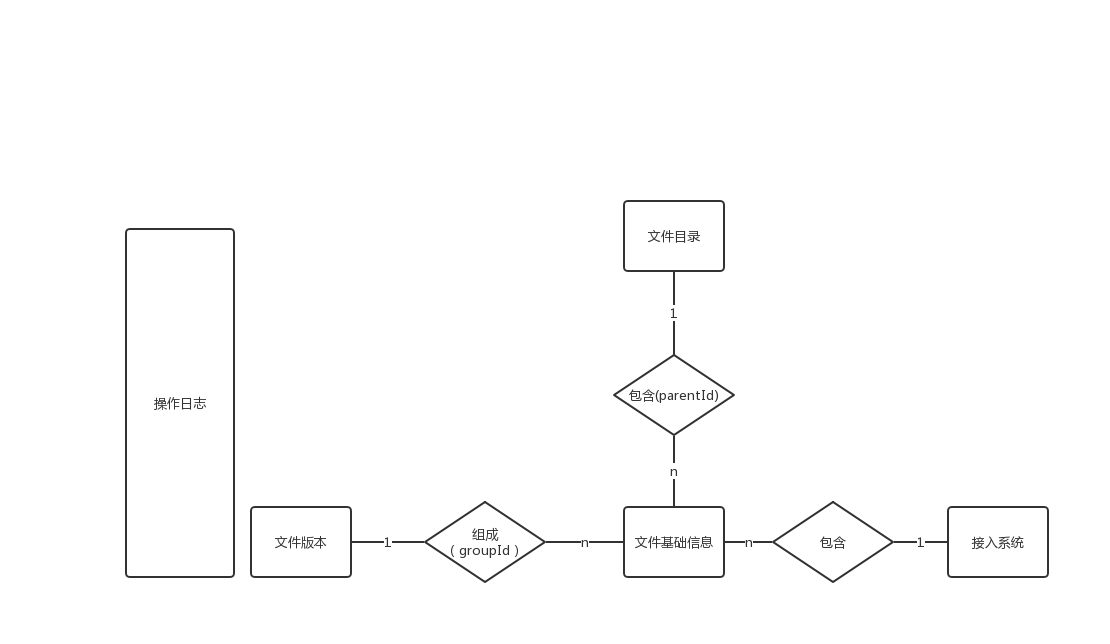 文件目录
1
包含(parentId)
操作日志
n
文件版本
1
组成
( groupId )
n
文件基础信息
n
包含
1
接入系统